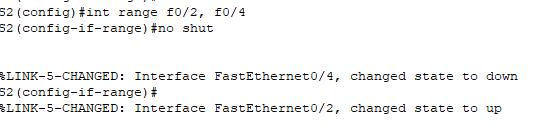 S2(config)#int range f0/2, f0/4
S2(config-if-range)#no shut
%LINK-5-CHANGED: Interface FastEthernet0/4, changed state to down
S2(config-if-range)#
%LINK-5-CHANGED: Interface FastEthernet0/2, changed state to up